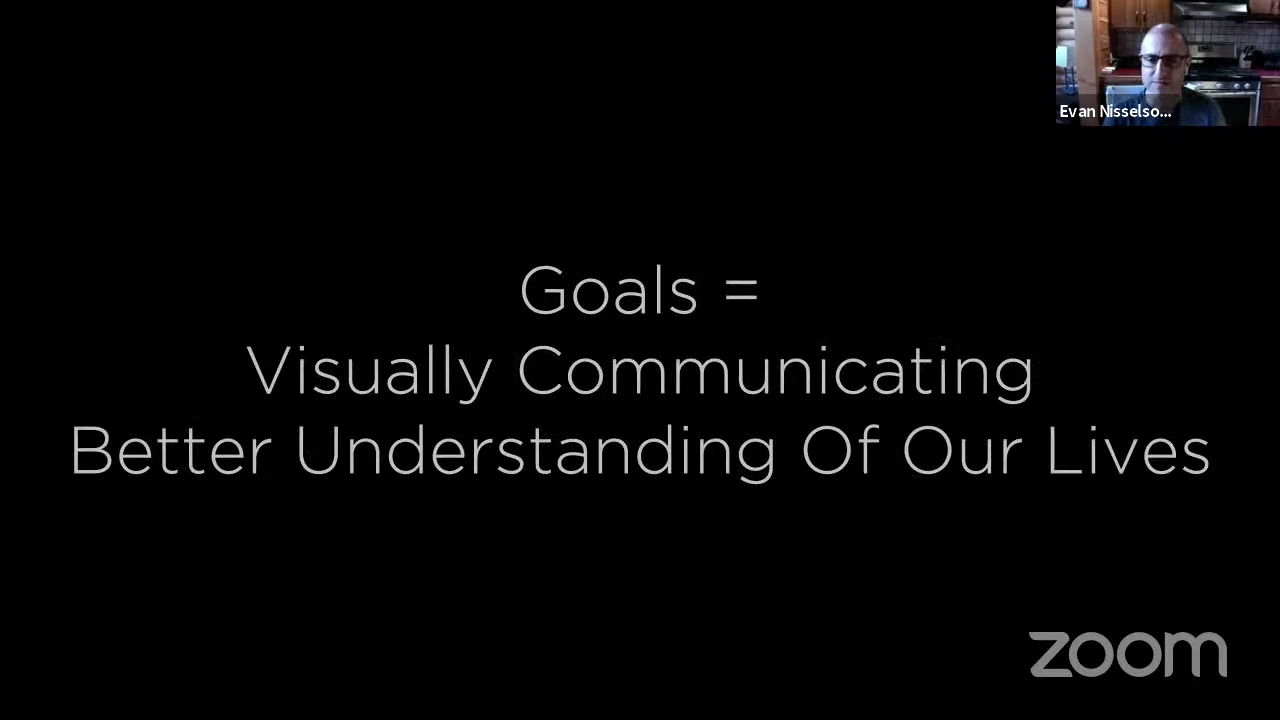 Evan Nisselso...
Goals =
Visually Communicating
Better Understanding Of Our Lives
zoom